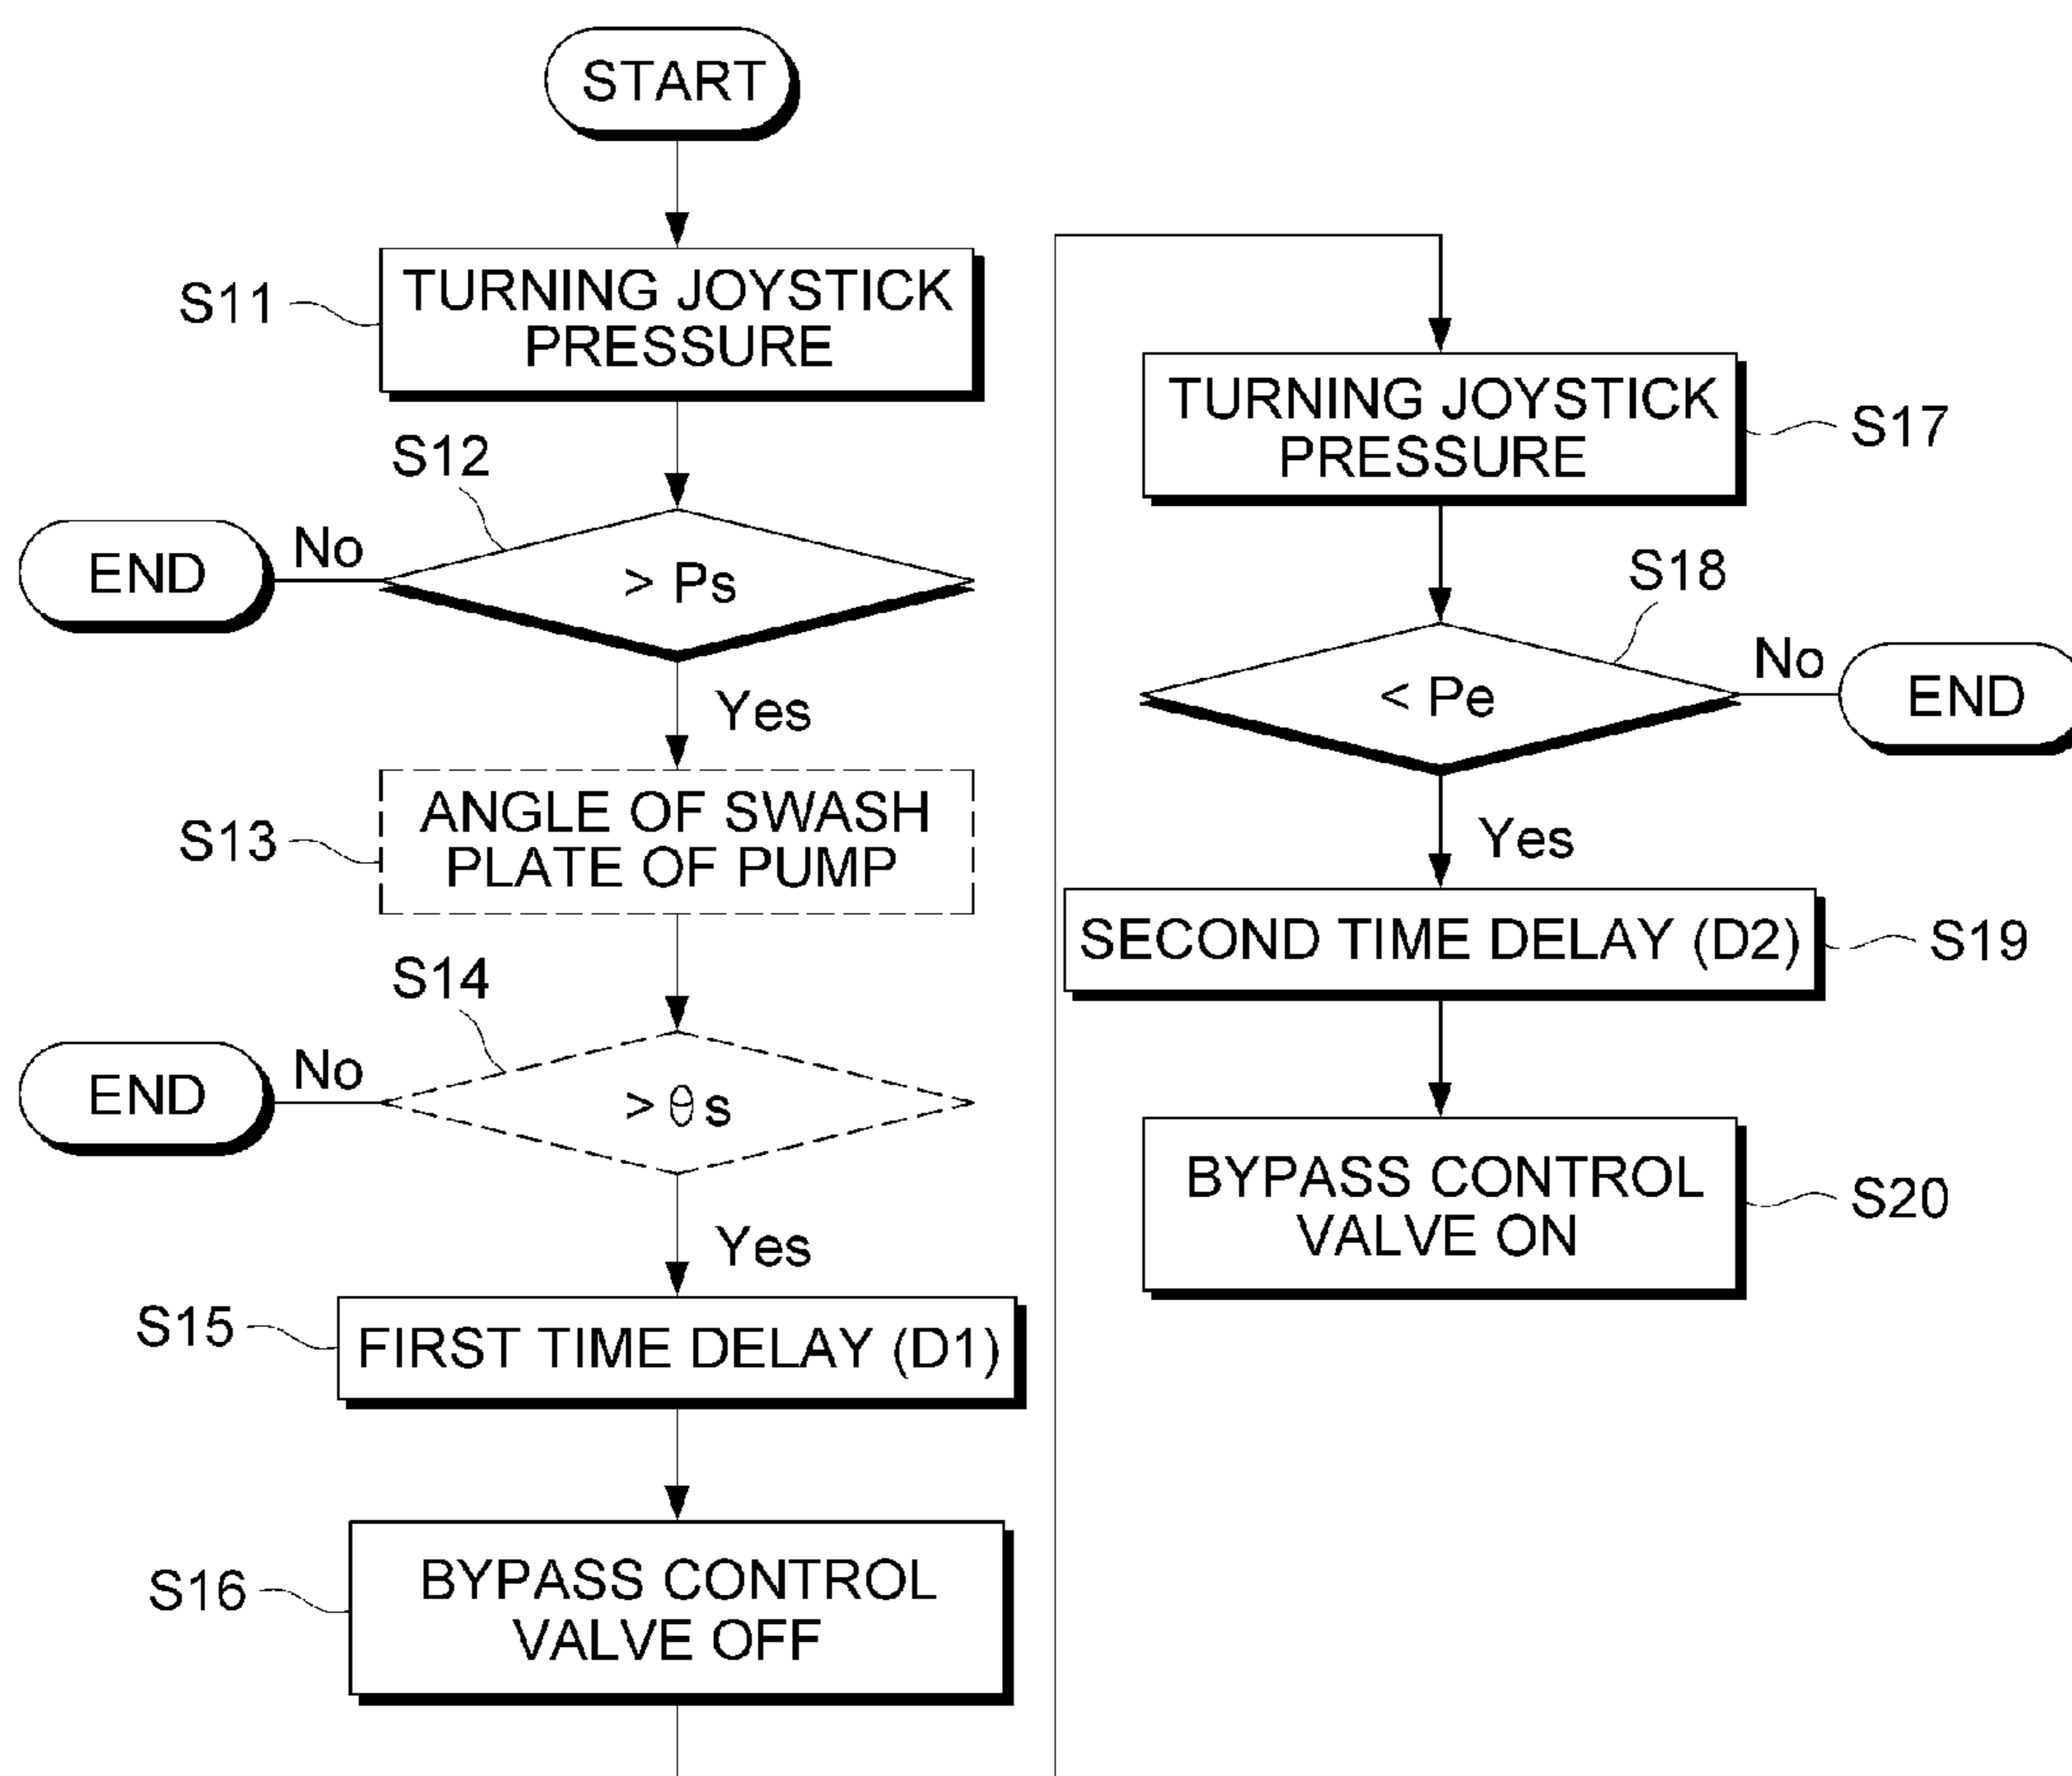 START
S11
TURNING JOYSTICK
PRESSURE
S12
END
No
> Ps
Yes
S13
ANGLE OF SWASH
PLATE OF PUMP
S14
END
No
> θs
Yes
S15
FIRST TIME DELAY (D1)
S16
BYPASS CONTROL
VALVE OFF
TURNING JOYSTICK
PRESSURE
S17
S18
< Pe
No
END
Yes
SECOND TIME DELAY (D2)
S19
BYPASS CONTROL
VALVE ON
S20